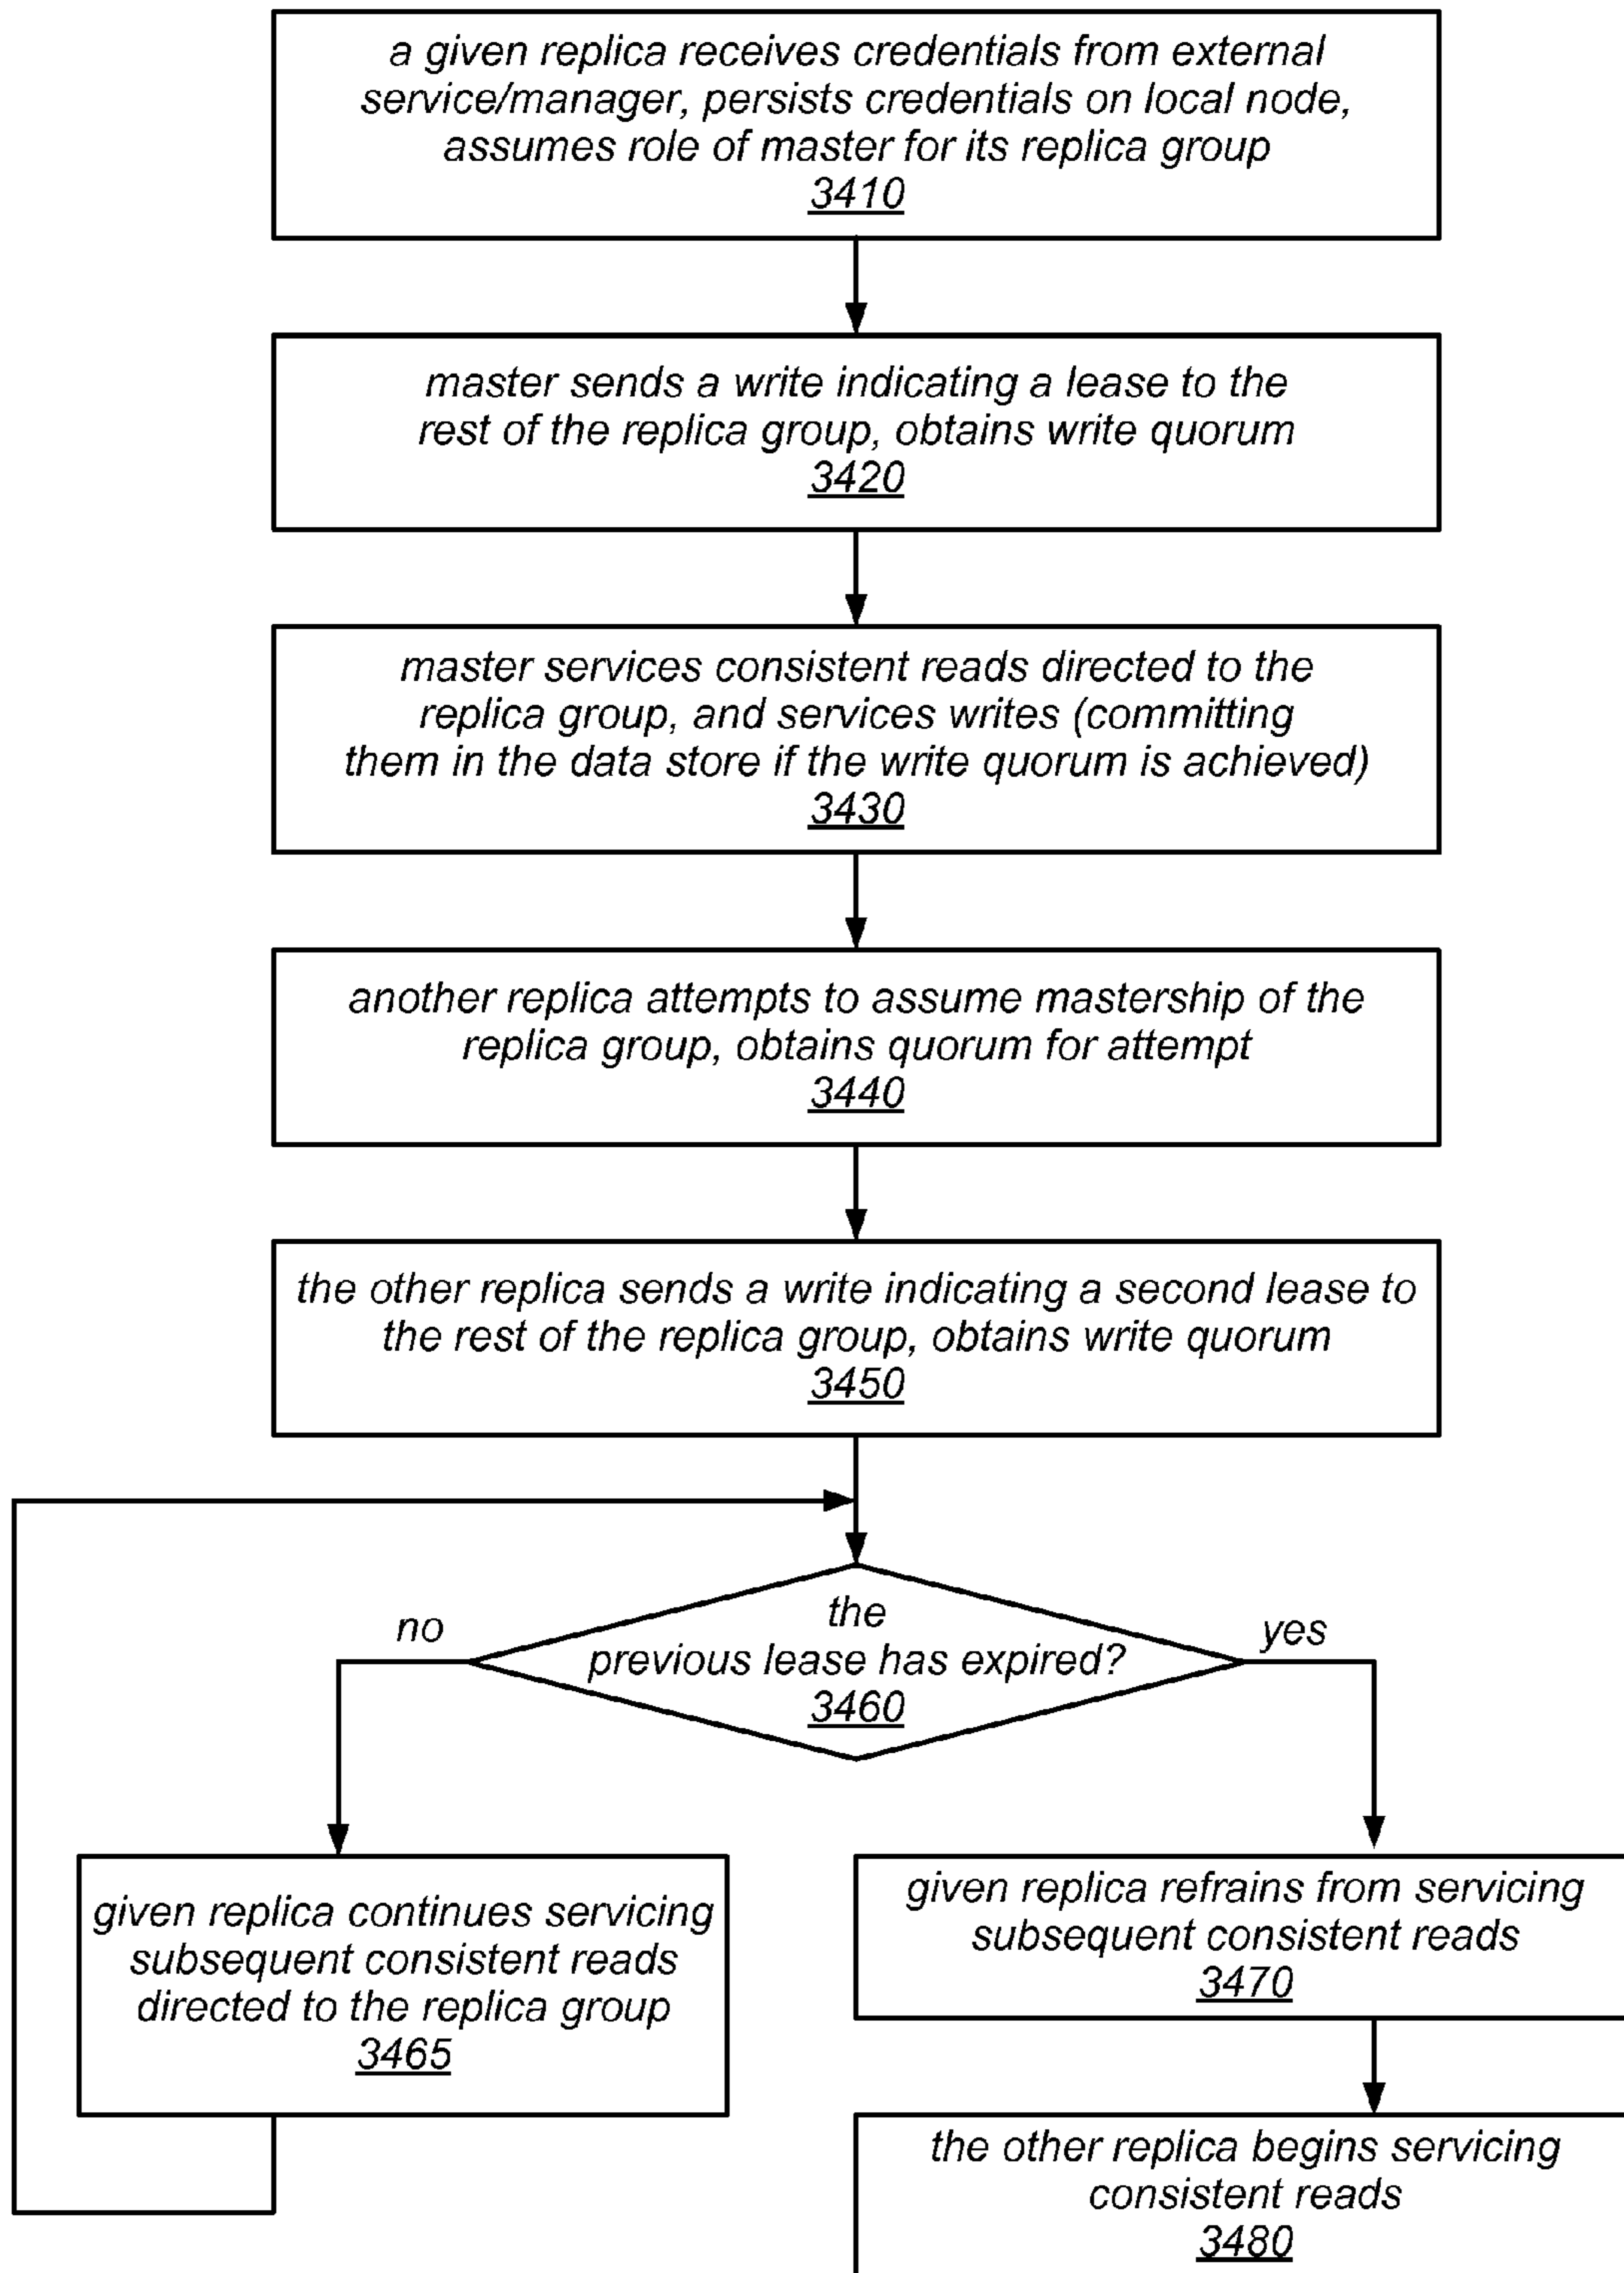 a given replica receives credentials from external
service/manager, persists credentials on local node,
assumes role of master for its replica group
3410
master sends a write indicating a lease to the
rest of the replica group, obtains write quorum
3420
master services consistent reads directed to the
replica group, and services writes (committing
them in the data store if the write quorum is achieved)
3430
another replica attempts to assume mastership of the
replica group, obtains quorum for attempt
3440
the other replica sends a write indicating a second lease to
the rest of the replica group, obtains write quorum
3450
the
previous lease has expired?
3460
no
yes
given replica continues servicing
subsequent consistent reads
directed to the replica group
3465
given replica refrains from servicing
subsequent consistent reads
3470
the other replica begins servicing
consistent reads
3480